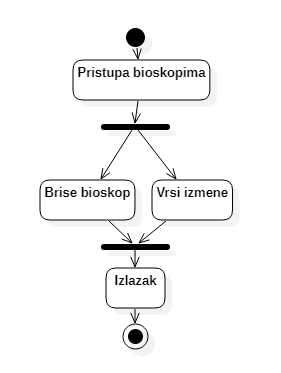 Pristupa bioskopima
Brise bioskop
Vrsi izmene
Izlazak